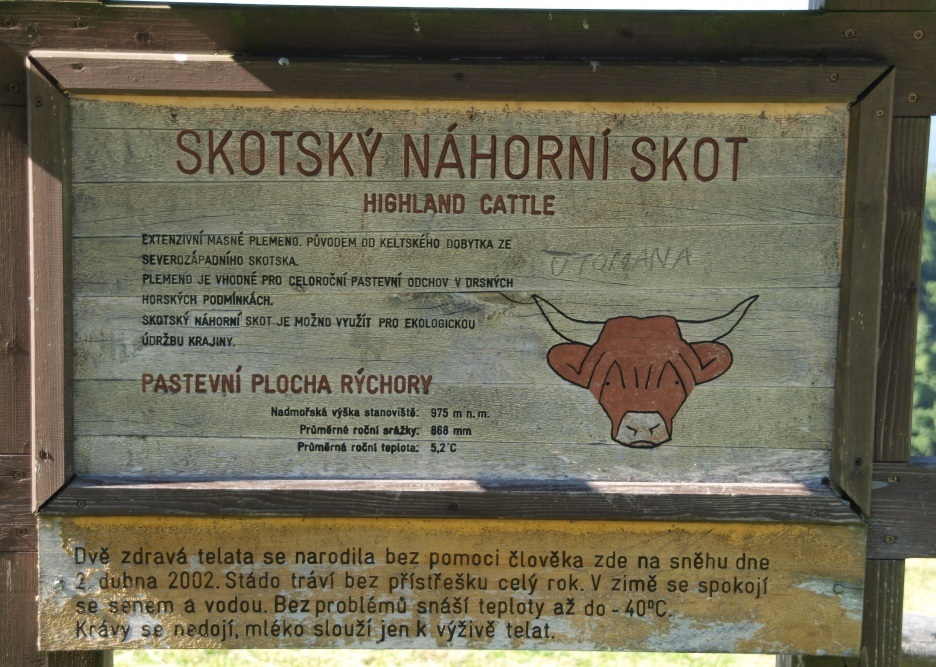 SKOTSKÝ NÁHORNÍ SKOT
HIGHLAND CATTLE
EXTENZIVNÍ MASNÉ PLEMENO. PŮVODEM OD KELTSKÉHO DOBYTKA ZE
SEVEROZÁPADNÍHO SKOTSKA.
PLEMENO JE VHODNÉ PRO CELOROČNÍ PASTEVNÍ ODCHOV V DRSNÝCH
HORSKÝCH PODMÍNKÁCH.
SKOTSKÝ NÁHORNÍ SKOT JE MOŽNO VYUŽÍT PRO EKOLOGICKOU
ÚDRŽBU KRAJINY.
PASTEVNÍ PLOCHA RÝCHORY
Nadmořská výška stanoviště: 975 m n. m.
Průměrné roční srážky: 868 mm
Průměrná roční teplota: 5,2°C
Dvě zdravá telata se narodila bez pomoci člověka zde na sněhu dne
2. dubna 2002. Stádo tráví bez přístřešku celý rok. V zimě se spokojí
se senem a vodou. Bez problémů snáší teploty až do - 40ºC.
Krávy se nedojí, mléko slouží jen k výživě telat.